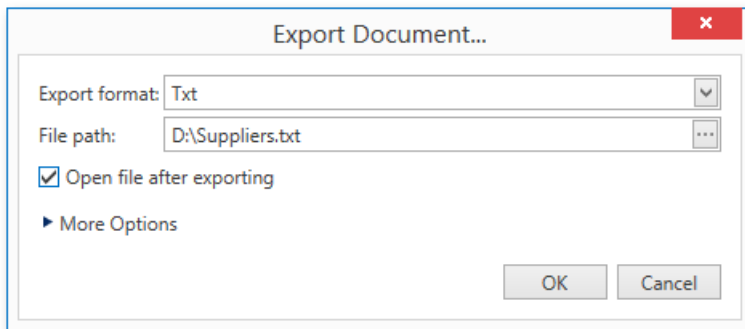 Export Document...
Export format: Txt
File path: D:\Suppliers.txt
Open file after exporting
More Options
OK Cancel